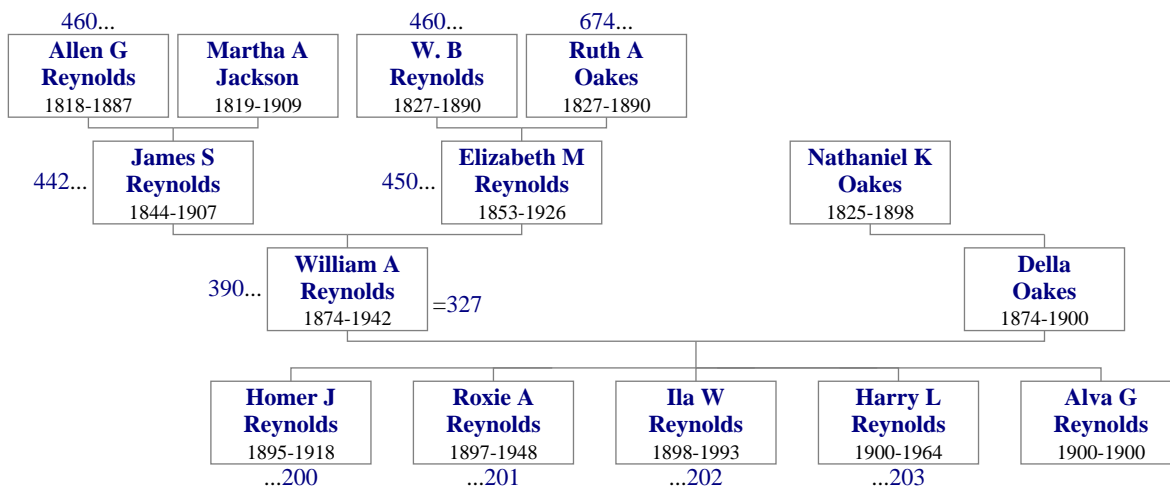 460...
460...
674...
Allen G
Reynolds
1818-1887
Martha A
Jackson
1819-1909
W. B
Reynolds
1827-1890
Ruth A
Oakes
1827-1890
442...
James S
Reynolds
1844-1907
450...
Elizabeth M
Reynolds
1853-1926
Nathaniel K
Oakes
1825-1898
390...
William A
Reynolds
1874-1942
=327
Della
Oakes
1874-1900
Homer J
Reynolds
1895-1918
...200
Roxie A
Reynolds
1897-1948
...201
Ila W
Reynolds
1898-1993
...202
Harry L
Reynolds
1900-1964
...203
Alva G
Reynolds
1900-1900